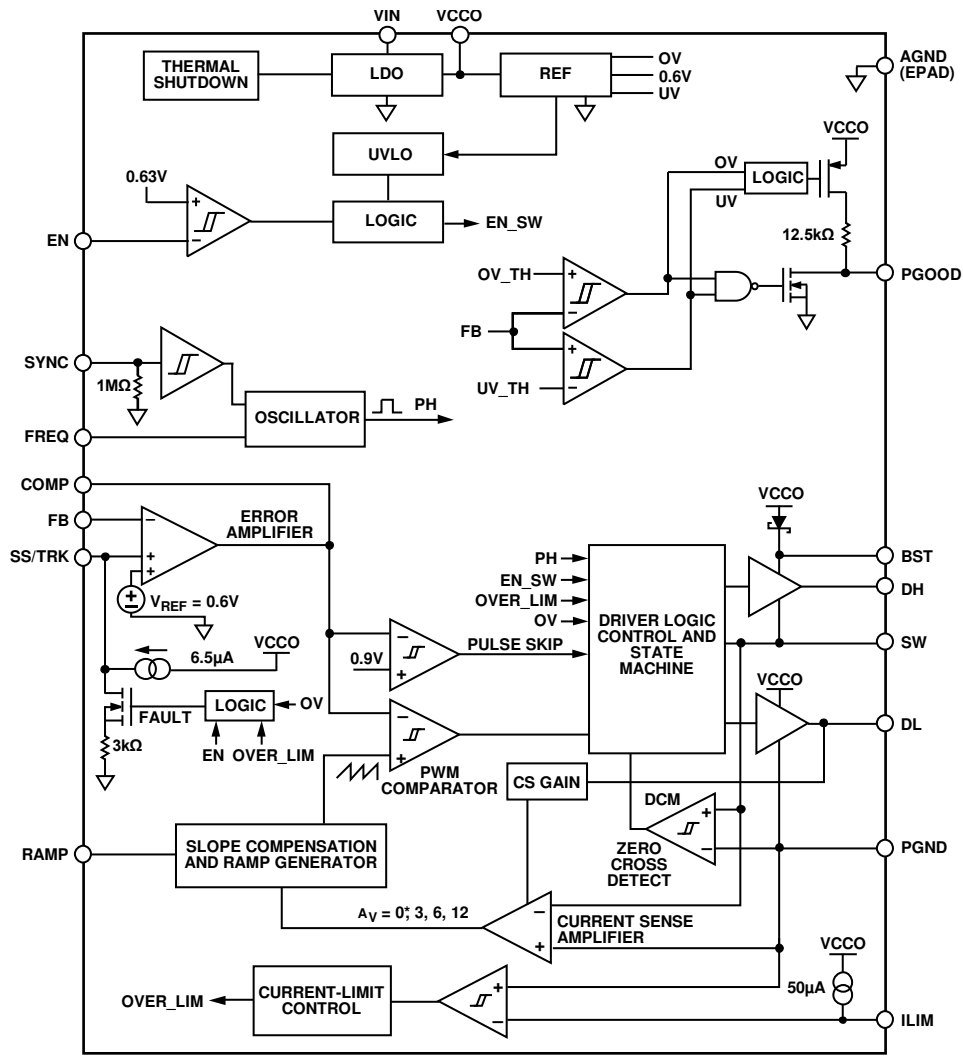 VIN
VCCO
THERMAL
SHUTDOWN
LDO
REF
OV
0.6V
UV
AGND
(EPAD)
UVLO
0.63V
+
−
LOGIC
EN_SW
EN
VCCO
OV
UV
LOGIC
12.5kΩ
PGOOD
OV_TH
+
−
FB
+
−
UV_TH
SYNC
1MΩ
OSCILLATOR
PH
FREQ
COMP
FB
SS/TRK
−
+
+
ERROR
AMPLIFIER
VREF = 0.6V
6.5µA
VCCO
FAULT
LOGIC
OV
EN
OVER_LIM
3kΩ
0.9V
−
+
PULSE SKIP
−
+
PWM
COMPARATOR
PH
EN_SW
OVER_LIM
OV
DRIVER LOGIC
CONTROL AND
STATE
MACHINE
VCCO
BST
DH
SW
VCCO
DL
CS GAIN
DCM
+
−
ZERO
CROSS
DETECT
PGND
RAMP
SLOPE COMPENSATION
AND RAMP GENERATOR
AV = 0*, 3, 6, 12
−
+
CURRENT SENSE
AMPLIFIER
OVER_LIM
CURRENT-LIMIT
CONTROL
+
−
VCCO
50µA
ILIM